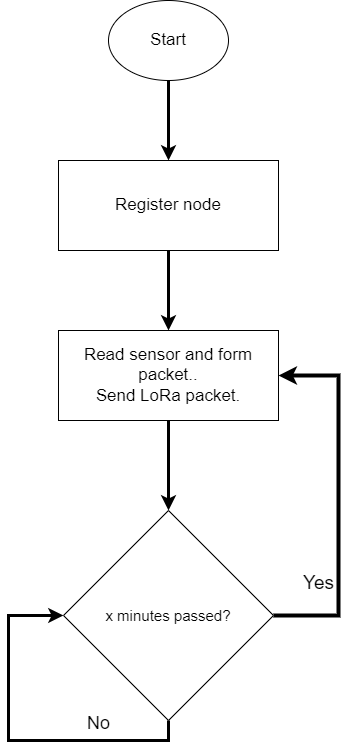 Start
Register node
Read sensor and form
packet..
Send LoRa packet.
Yes
x minutes passed?
No